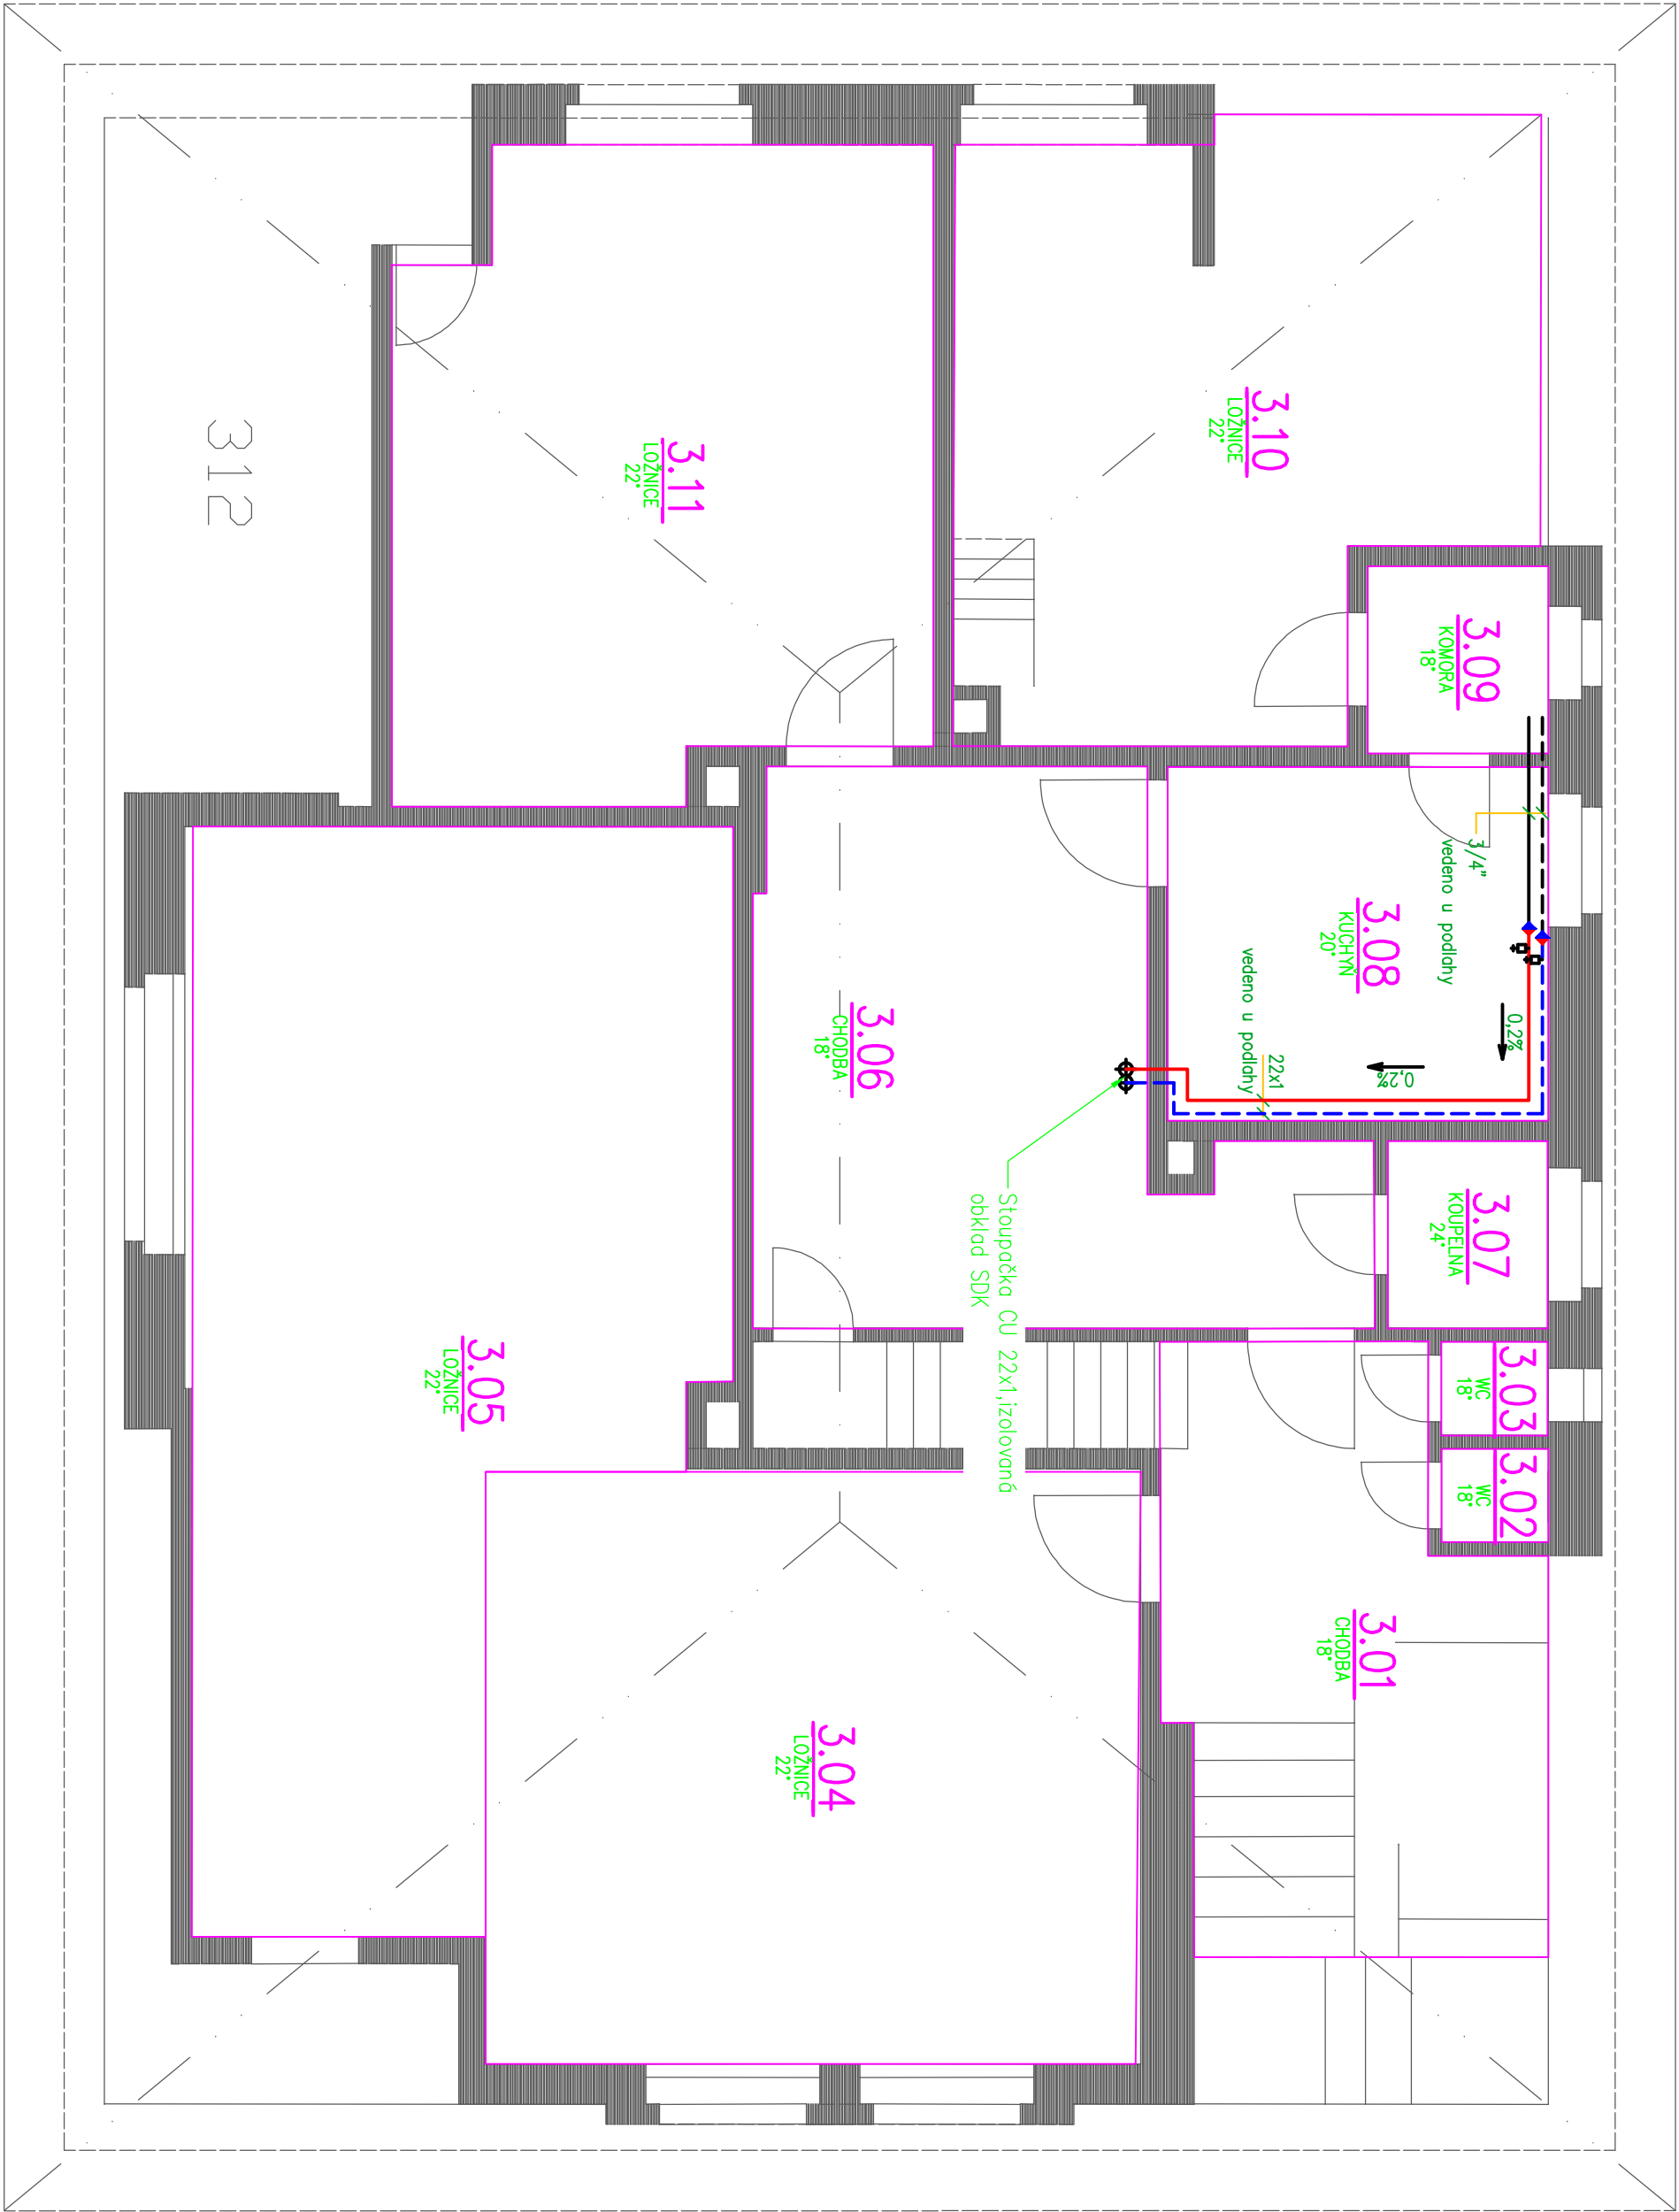 3.01
CHODBA
18°
3.02
WC
18°
3.03
WC
18°
3.04
LOŽNICE
22°
3.05
LOŽNICE
22°
3.06
CHODBA
18°
3.07
KOUPELNA
24°
3.08
KUCHYŇ
20°
3.09
KOMORA
18°
3.10
LOŽNICE
22°
3.11
LOŽNICE
22°
312
3/4"
vedeno u podlahy
0,2%
0,2%
22x1
vedeno u podlahy
Stoupačka CU 22x1,izolovaná
obklad SDK